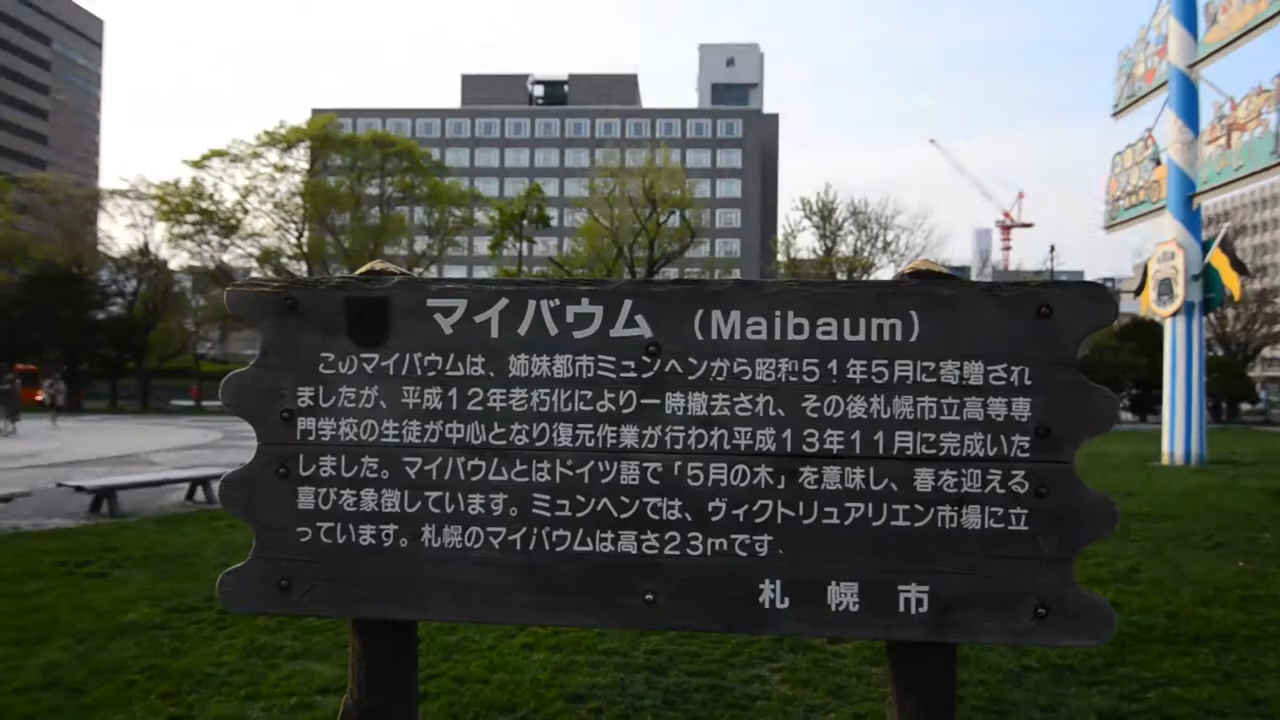 マイバウム (Maibaum)
このマイバウムは、姉妹都市ミュンヘンから昭和51年5月に寄贈され
ましたが、平成12年老朽化により一時撤去され、その後札幌市立高等専
門学校の生徒が中心となり復元作業が行われ平成13年11月に完成いた
しました。マイバウムとはドイツ語で「5月の木」を意味し、春を迎える
喜びを象徴しています。ミュンヘンでは、ヴィクトリュアリエン市場に立
っています。札幌のマイバウムは高さ23mです.
札幌市